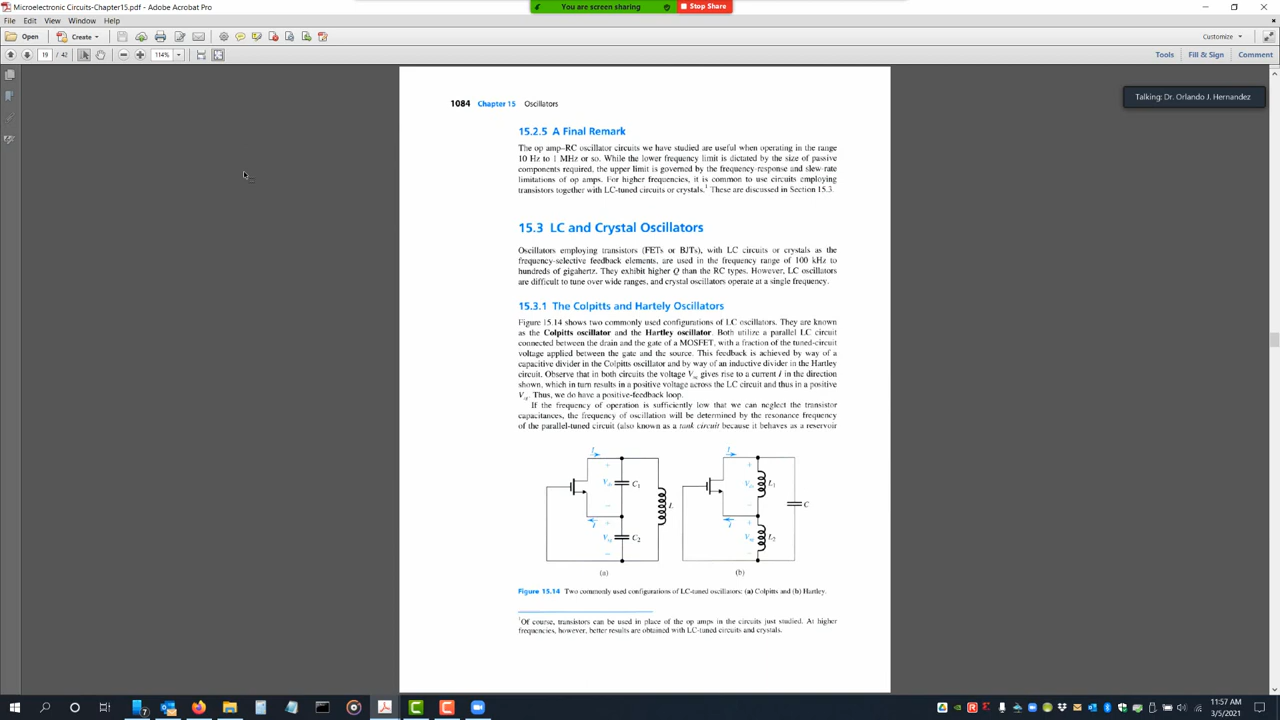 Microelectronic Circuits-Chapter15.pdf - Adobe Acrobat Pro
You are screen sharing
Stop Share
File Edit View Window Help
Open
Create
Customize
19 / 42
114%
Tools
Fill & Sign
Comment
Talking: Dr. Orlando J. Hernandez
1084 Chapter 15 Oscillators
15.2.5 A Final Remark
The op amp–RC oscillator circuits we have studied are useful when operating in the range
10 Hz to 1 MHz or so. While the lower frequency limit is dictated by the size of passive
components required, the upper limit is governed by the frequency-response and slew-rate
limitations of op amps. For higher frequencies, it is common to use circuits employing
transistors together with LC-tuned circuits or crystals.1 These are discussed in Section 15.3.
15.3 LC and Crystal Oscillators
Oscillators employing transistors (FETs or BJTs), with LC circuits or crystals as the
frequency-selective feedback elements, are used in the frequency range of 100 kHz to
hundreds of gigahertz. They exhibit higher Q than the RC types. However, LC oscillators
are difficult to tune over wide ranges, and crystal oscillators operate at a single frequency.
15.3.1 The Colpitts and Hartely Oscillators
Figure 15.14 shows two commonly used configurations of LC oscillators. They are known
as the Colpitts oscillator and the Hartley oscillator. Both utilize a parallel LC circuit
connected between the drain and the gate of a MOSFET, with a fraction of the tuned-circuit
voltage applied between the gate and the source. This feedback is achieved by way of a
capacitive divider in the Colpitts oscillator and by way of an inductive divider in the Hartley
circuit. Observe that in both circuits the voltage Vsg gives rise to a current I in the direction
shown, which in turn results in a positive voltage across the LC circuit and thus in a positive
Vsg. Thus, we do have a positive-feedback loop.
If the frequency of operation is sufficiently low that we can neglect the transistor
capacitances, the frequency of oscillation will be determined by the resonance frequency
of the parallel-tuned circuit (also known as a tank circuit because it behaves as a reservoir
I
+
Vds
C1
–
I
+
Vsg
C2
–
L
(a)
I
+
Vds
L1
–
I
+
Vsg
L2
–
C
(b)
Figure 15.14 Two commonly used configurations of LC-tuned oscillators: (a) Colpitts and (b) Hartley.
1Of course, transistors can be used in place of the op amps in the circuits just studied. At higher
frequencies, however, better results are obtained with LC-tuned circuits and crystals.
11:57 AM
3/5/2021